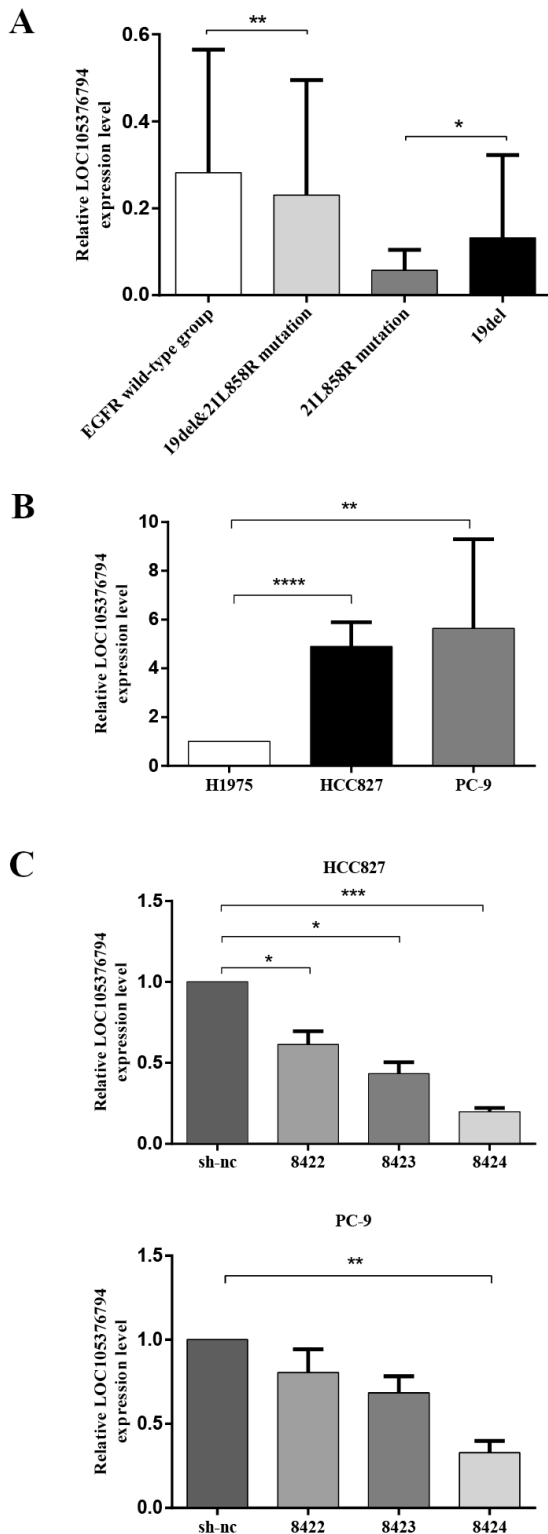 A
Relative LOC105376794
expression level
0.6
0.4
0.2
0.0
**
*
EGFR wild-type group
19del&21L858R mutation
21L858R mutation
19del
B
Relative LOC105376794
expression level
10
8
6
4
2
0
**
****
H1975
HCC827
PC-9
C
HCC827
Relative LOC105376794
expression level
1.5
1.0
0.5
0.0
***
*
*
sh-nc
8422
8423
8424
PC-9
Relative LOC105376794
expression level
1.5
1.0
0.5
0.0
**
sh-nc
8422
8423
8424